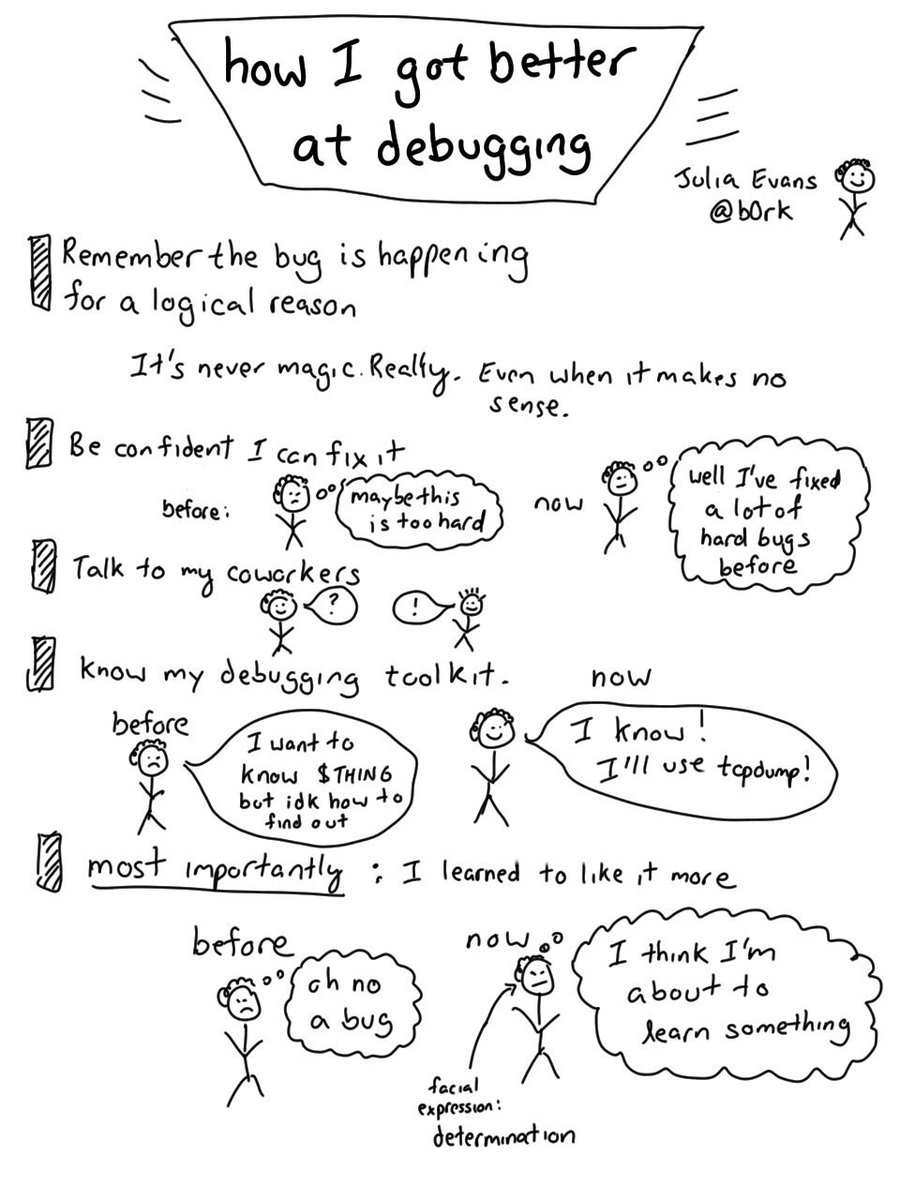 how I got better
at debugging
Julia Evans
@b0rk
Remember the bug is happening
for a logical reason
It's never magic. Really. Even when it makes no
sense.
Be confident I can fix it
before:
maybe this
is too hard
now
well I've fixed
a lot of
hard bugs
before
Talk to my coworkers
?
!
know my debugging toolkit.
before
I want to
know $THING
but idk how to
find out
now
I know!
I'll use tcpdump!
most importantly: I learned to like it more
before
oh no
a bug
now
I think I'm
about to
learn something
facial
expression:
determination